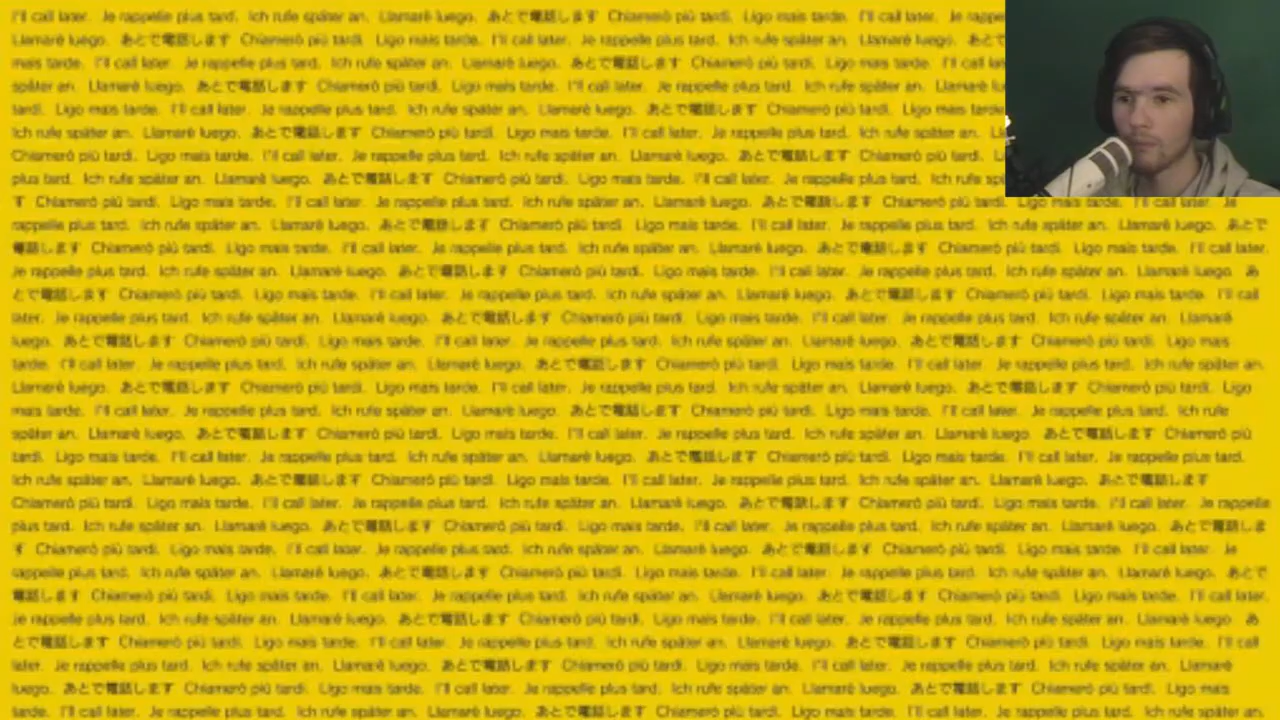 I'll call later. Je rappelle plus tard. Ich rufe später an. Llamaré luego. あとで電話します Chiamerò più tardi. Ligo mais tarde. I'll call later. Je
Llamaré luego. あとで電話します Chiamerò più tardi. Ligo mais tarde. I'll call later. Je rappelle plus tard. Ich rufe später an. Llamaré luego.
mais tarde. I'll call later. Je rappelle plus tard. Ich rufe später an. Llamaré luego. あとで電話します Chiamerò più tardi. Ligo mais tarde. I'll call
später an. Llamaré luego. あとで電話します Chiamerò più tardi. Ligo mais tarde. I'll call later. Je rappelle plus tard. Ich rufe später an.
tardi. Ligo mais tarde. I'll call later. Je rappelle plus tard. Ich rufe später an. Llamaré luego. あとで電話します Chiamerò più tardi. Ligo mais tarde.
Ich rufe später an. Llamaré luego. あとで電話します Chiamerò più tardi. Ligo mais tarde. I'll call later. Je rappelle plus tard. Ich rufe später an.
Chiamerò più tardi. Ligo mais tarde. I'll call later. Je rappelle plus tard. Ich rufe später an. Llamaré luego. あとで電話します Chiamerò più tardi.
plus tard. Ich rufe später an. Llamaré luego. あとで電話します Chiamerò più tardi. Ligo mais tarde. I'll call later. Je rappelle plus tard. Ich rufe
す Chiamerò più tardi. Ligo mais tarde. I'll call later. Je rappelle plus tard. Ich rufe später an. Llamaré luego. あとで電話します Chiamerò più tardi. Ligo mais tarde. I'll call later. Je
rappelle plus tard. Ich rufe später an. Llamaré luego. あとで電話します Chiamerò più tardi. Ligo mais tarde. I'll call later. Je rappelle plus tard. Ich rufe später an. Llamaré luego. あとで
電話します Chiamerò più tardi. Ligo mais tarde. I'll call later. Je rappelle plus tard. Ich rufe später an. Llamaré luego. あとで電話します Chiamerò più tardi. Ligo mais tarde. I'll call later.
Je rappelle plus tard. Ich rufe später an. Llamaré luego. あとで電話します Chiamerò più tardi. Ligo mais tarde. I'll call later. Je rappelle plus tard. Ich rufe später an. Llamaré luego. あ
とで電話します Chiamerò più tardi. Ligo mais tarde. I'll call later. Je rappelle plus tard. Ich rufe später an. Llamaré luego. あとで電話します Chiamerò più tardi. Ligo mais tarde. I'll call
later. Je rappelle plus tard. Ich rufe später an. Llamaré luego. あとで電話します Chiamerò più tardi. Ligo mais tarde. I'll call later. Je rappelle plus tard. Ich rufe später an. Llamaré
luego. あとで電話します Chiamerò più tardi. Ligo mais tarde. I'll call later. Je rappelle plus tard. Ich rufe später an. Llamaré luego. あとで電話します Chiamerò più tardi. Ligo mais
tarde. I'll call later. Je rappelle plus tard. Ich rufe später an. Llamaré luego. あとで電話します Chiamerò più tardi. Ligo mais tarde. I'll call later. Je rappelle plus tard. Ich rufe später an.
Llamaré luego. あとで電話します Chiamerò più tardi. Ligo mais tarde. I'll call later. Je rappelle plus tard. Ich rufe später an. Llamaré luego. あとで電話します Chiamerò più tardi. Ligo
mais tarde. I'll call later. Je rappelle plus tard. Ich rufe später an. Llamaré luego. あとで電話します Chiamerò più tardi. Ligo mais tarde. I'll call later. Je rappelle plus tard. Ich rufe
später an. Llamaré luego. あとで電話します Chiamerò più tardi. Ligo mais tarde. I'll call later. Je rappelle plus tard. Ich rufe später an. Llamaré luego. あとで電話します Chiamerò più
tardi. Ligo mais tarde. I'll call later. Je rappelle plus tard. Ich rufe später an. Llamaré luego. あとで電話します Chiamerò più tardi. Ligo mais tarde. I'll call later. Je rappelle plus tard.
Ich rufe später an. Llamaré luego. あとで電話します Chiamerò più tardi. Ligo mais tarde. I'll call later. Je rappelle plus tard. Ich rufe später an. Llamaré luego. あとで電話します
Chiamerò più tardi. Ligo mais tarde. I'll call later. Je rappelle plus tard. Ich rufe später an. Llamaré luego. あとで電話します Chiamerò più tardi. Ligo mais tarde. I'll call later. Je rappelle
plus tard. Ich rufe später an. Llamaré luego. あとで電話します Chiamerò più tardi. Ligo mais tarde. I'll call later. Je rappelle plus tard. Ich rufe später an. Llamaré luego. あとで電話しま
す Chiamerò più tardi. Ligo mais tarde. I'll call later. Je rappelle plus tard. Ich rufe später an. Llamaré luego. あとで電話します Chiamerò più tardi. Ligo mais tarde. I'll call later. Je
rappelle plus tard. Ich rufe später an. Llamaré luego. あとで電話します Chiamerò più tardi. Ligo mais tarde. I'll call later. Je rappelle plus tard. Ich rufe später an. Llamaré luego. あとで
電話します Chiamerò più tardi. Ligo mais tarde. I'll call later. Je rappelle plus tard. Ich rufe später an. Llamaré luego. あとで電話します Chiamerò più tardi. Ligo mais tarde. I'll call later.
Je rappelle plus tard. Ich rufe später an. Llamaré luego. あとで電話します Chiamerò più tardi. Ligo mais tarde. I'll call later. Je rappelle plus tard. Ich rufe später an. Llamaré luego. あ
とで電話します Chiamerò più tardi. Ligo mais tarde. I'll call later. Je rappelle plus tard. Ich rufe später an. Llamaré luego. あとで電話します Chiamerò più tardi. Ligo mais tarde. I'll call
later. Je rappelle plus tard. Ich rufe später an. Llamaré luego. あとで電話します Chiamerò più tardi. Ligo mais tarde. I'll call later. Je rappelle plus tard. Ich rufe später an. Llamaré
luego. あとで電話します Chiamerò più tardi. Ligo mais tarde. I'll call later. Je rappelle plus tard. Ich rufe später an. Llamaré luego. あとで電話します Chiamerò più tardi. Ligo mais
tarde. I'll call later. Je rappelle plus tard. Ich rufe später an. Llamaré luego. あとで電話します Chiamerò più tardi. Ligo mais tarde. I'll call later. Je rappelle plus tard. Ich rufe später an.